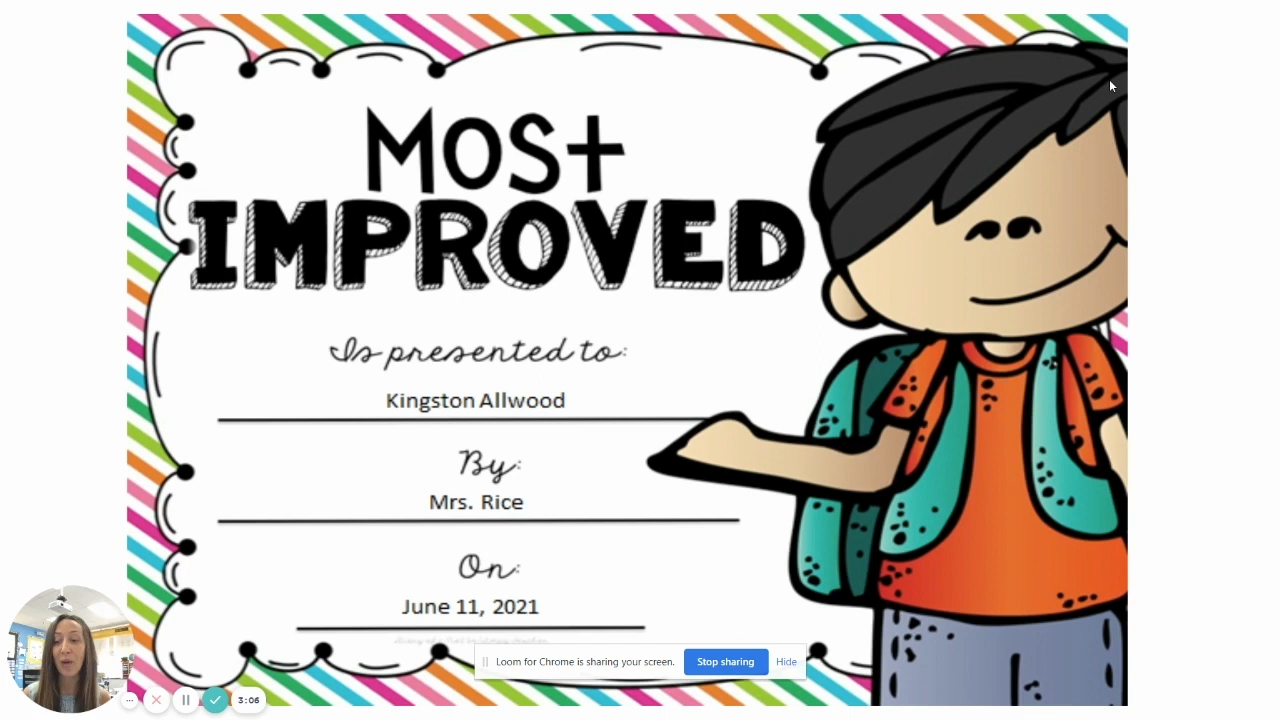 MOSt
IMPROVED
Is presented to:
Kingston Allwood
By:
Mrs. Rice
On:
June 11, 2021
Loom for Chrome is sharing your screen. Stop sharing Hide
3:06